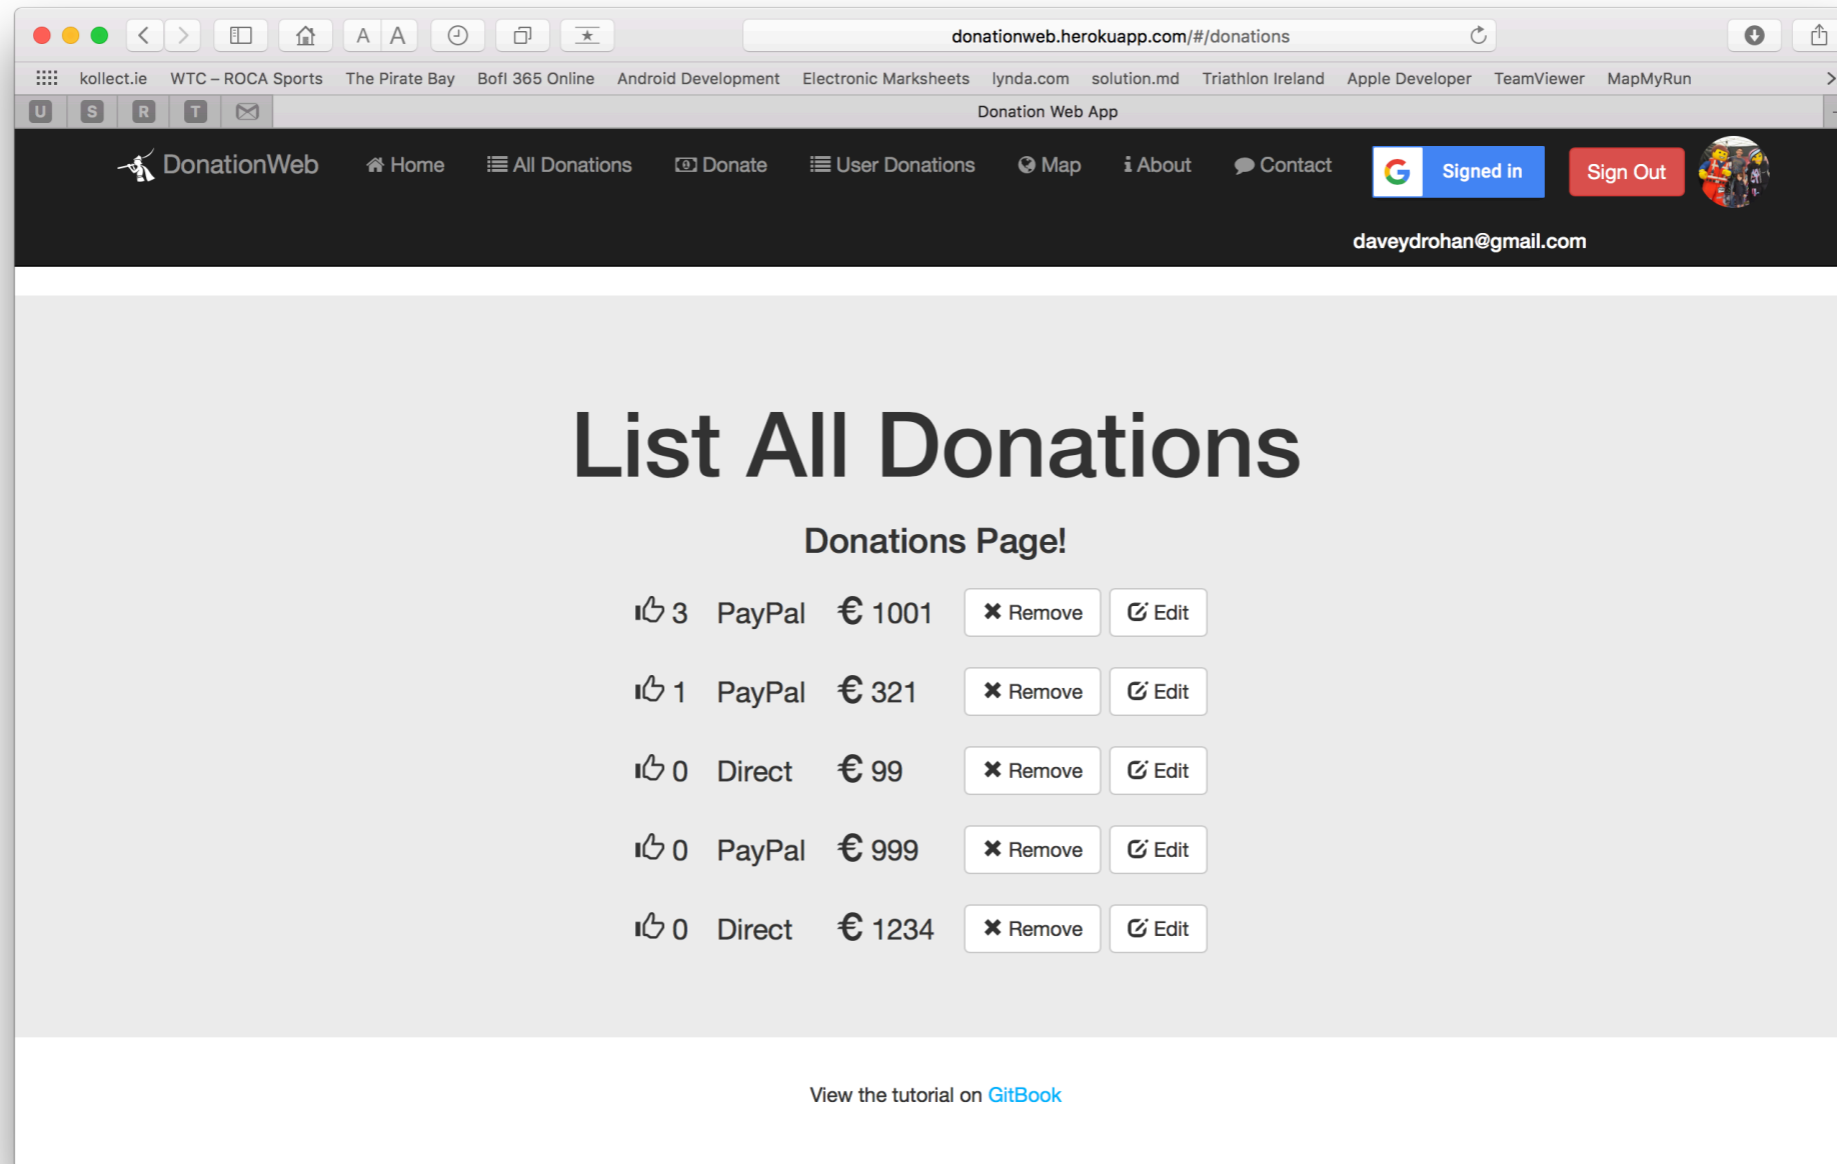 A A
donationweb.herokuapp.com/#/donations
kollect.ie WTC – ROCA Sports The Pirate Bay BofI 365 Online Android Development Electronic Marksheets lynda.com solution.md Triathlon Ireland Apple Developer TeamViewer MapMyRun
U S R T Donation Web App
DonationWeb Home All Donations Donate User Donations Map About Contact Signed in Sign Out
daveydrohan@gmail.com
List All Donations
Donations Page!
3 PayPal € 1001 Remove Edit
1 PayPal € 321 Remove Edit
0 Direct € 99 Remove Edit
0 PayPal € 999 Remove Edit
0 Direct € 1234 Remove Edit
View the tutorial on GitBook